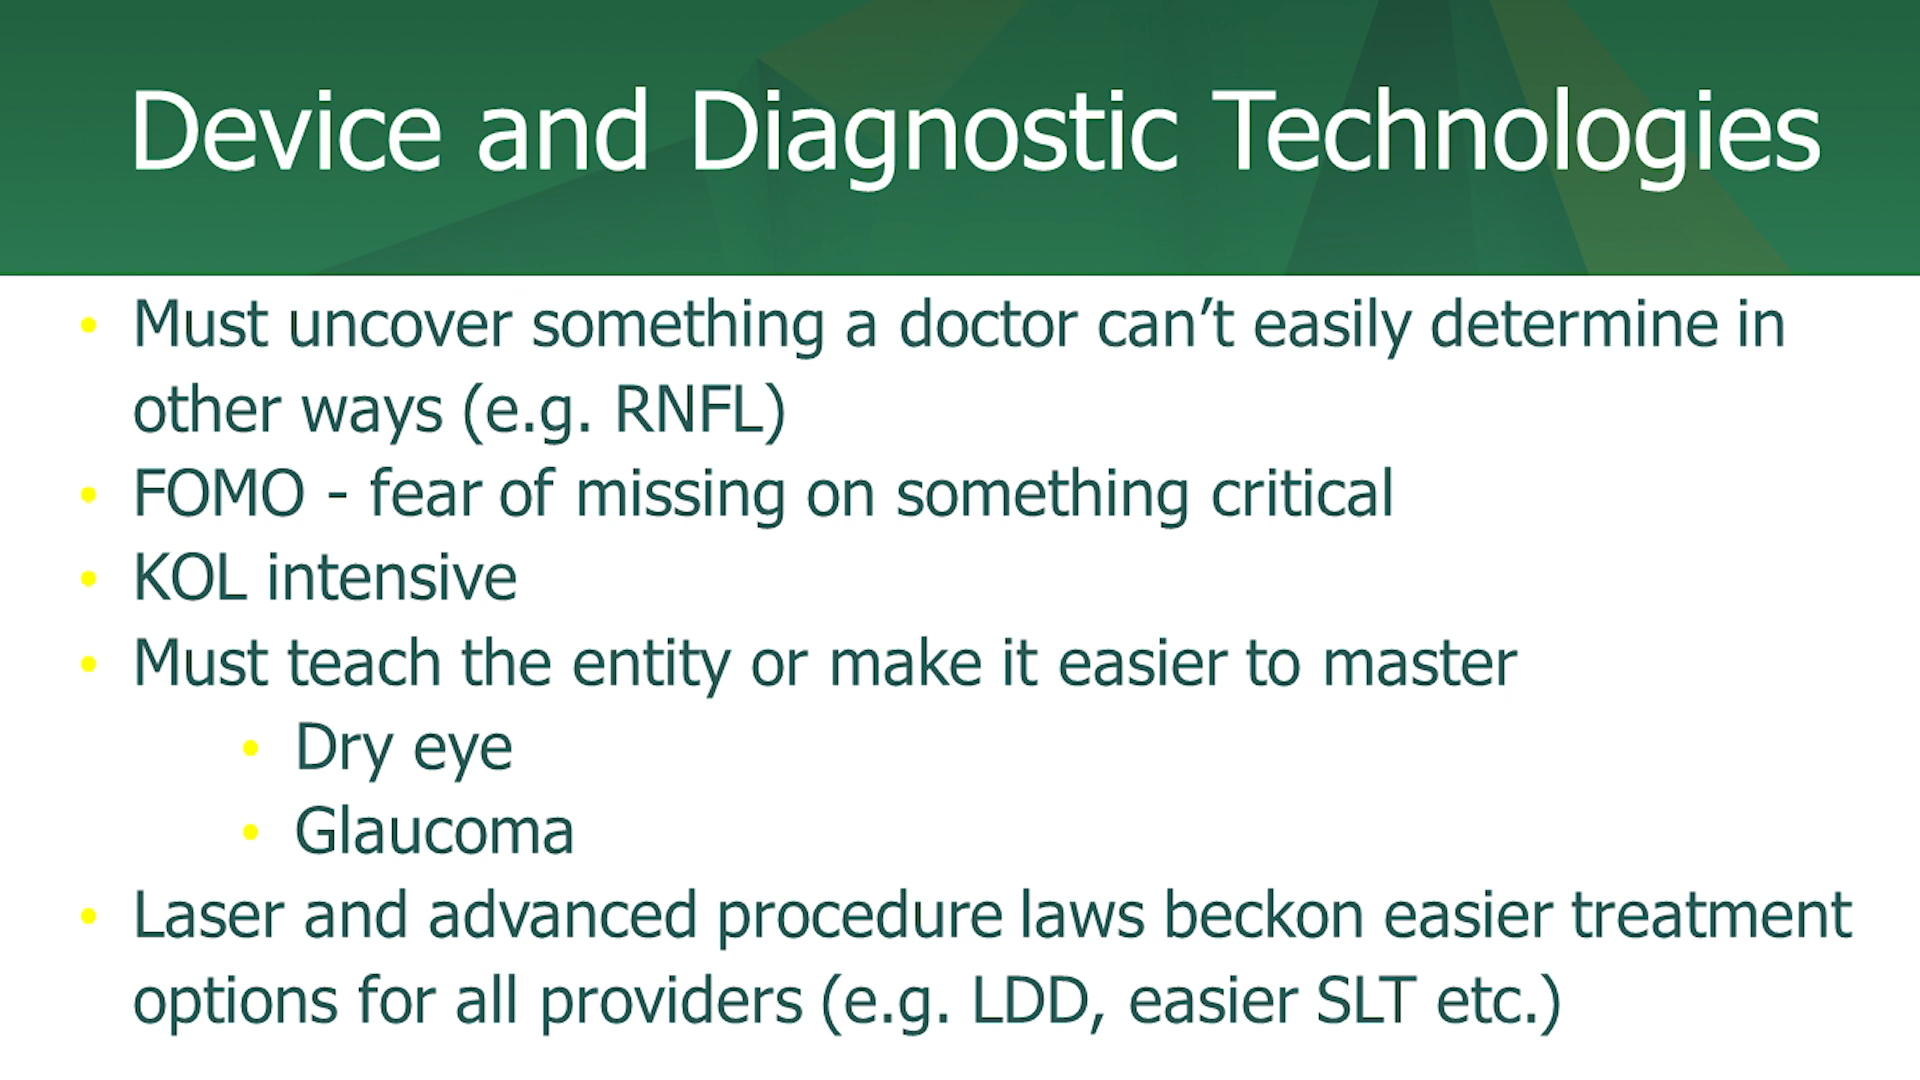 Device and Diagnostic Technologies
• Must uncover something a doctor can’t easily determine in
other ways (e.g. RNFL)
• FOMO - fear of missing on something critical
• KOL intensive
• Must teach the entity or make it easier to master
• Dry eye
• Glaucoma
• Laser and advanced procedure laws beckon easier treatment
options for all providers (e.g. LDD, easier SLT etc.)